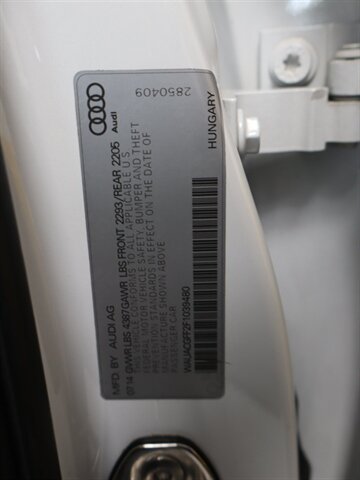 2850409
Audi
HUNGARY
MFD. BY AUDI AG
07.14 GVWR LBS 4387 GAWR LBS FRONT 2293/REAR 2205
THIS VEHICLE CONFORMS TO ALL APPLICABLE U.S.
FEDERAL MOTOR VEHICLE SAFETY, BUMPER AND THEFT
PREVENTION STANDARDS IN EFFECT ON THE DATE OF
MANUFACTURE SHOWN ABOVE
PASSENGER CAR
WAUACGFF2F1039480